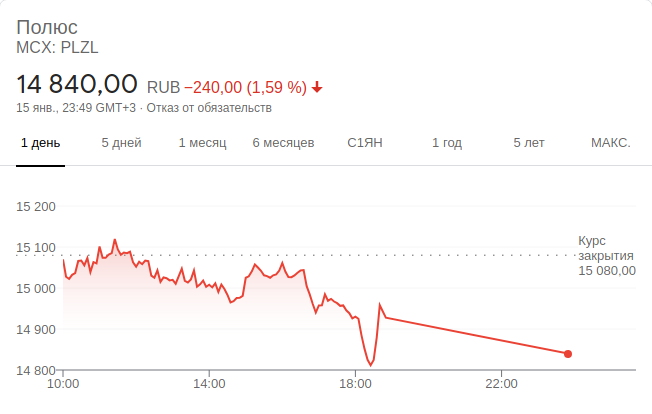 Полюс
MCX: PLZL
14 840,00 RUB −240,00 (1,59 %)
15 янв., 23:49 GMT+3 · Отказ от обязательств
1 день 5 дней 1 месяц 6 месяцев С1ЯН 1 год 5 лет МАКС.
15 200
15 100
Курс
закрытия
15 080,00
15 000
14 900
14 800
10:00 14:00 18:00 22:00